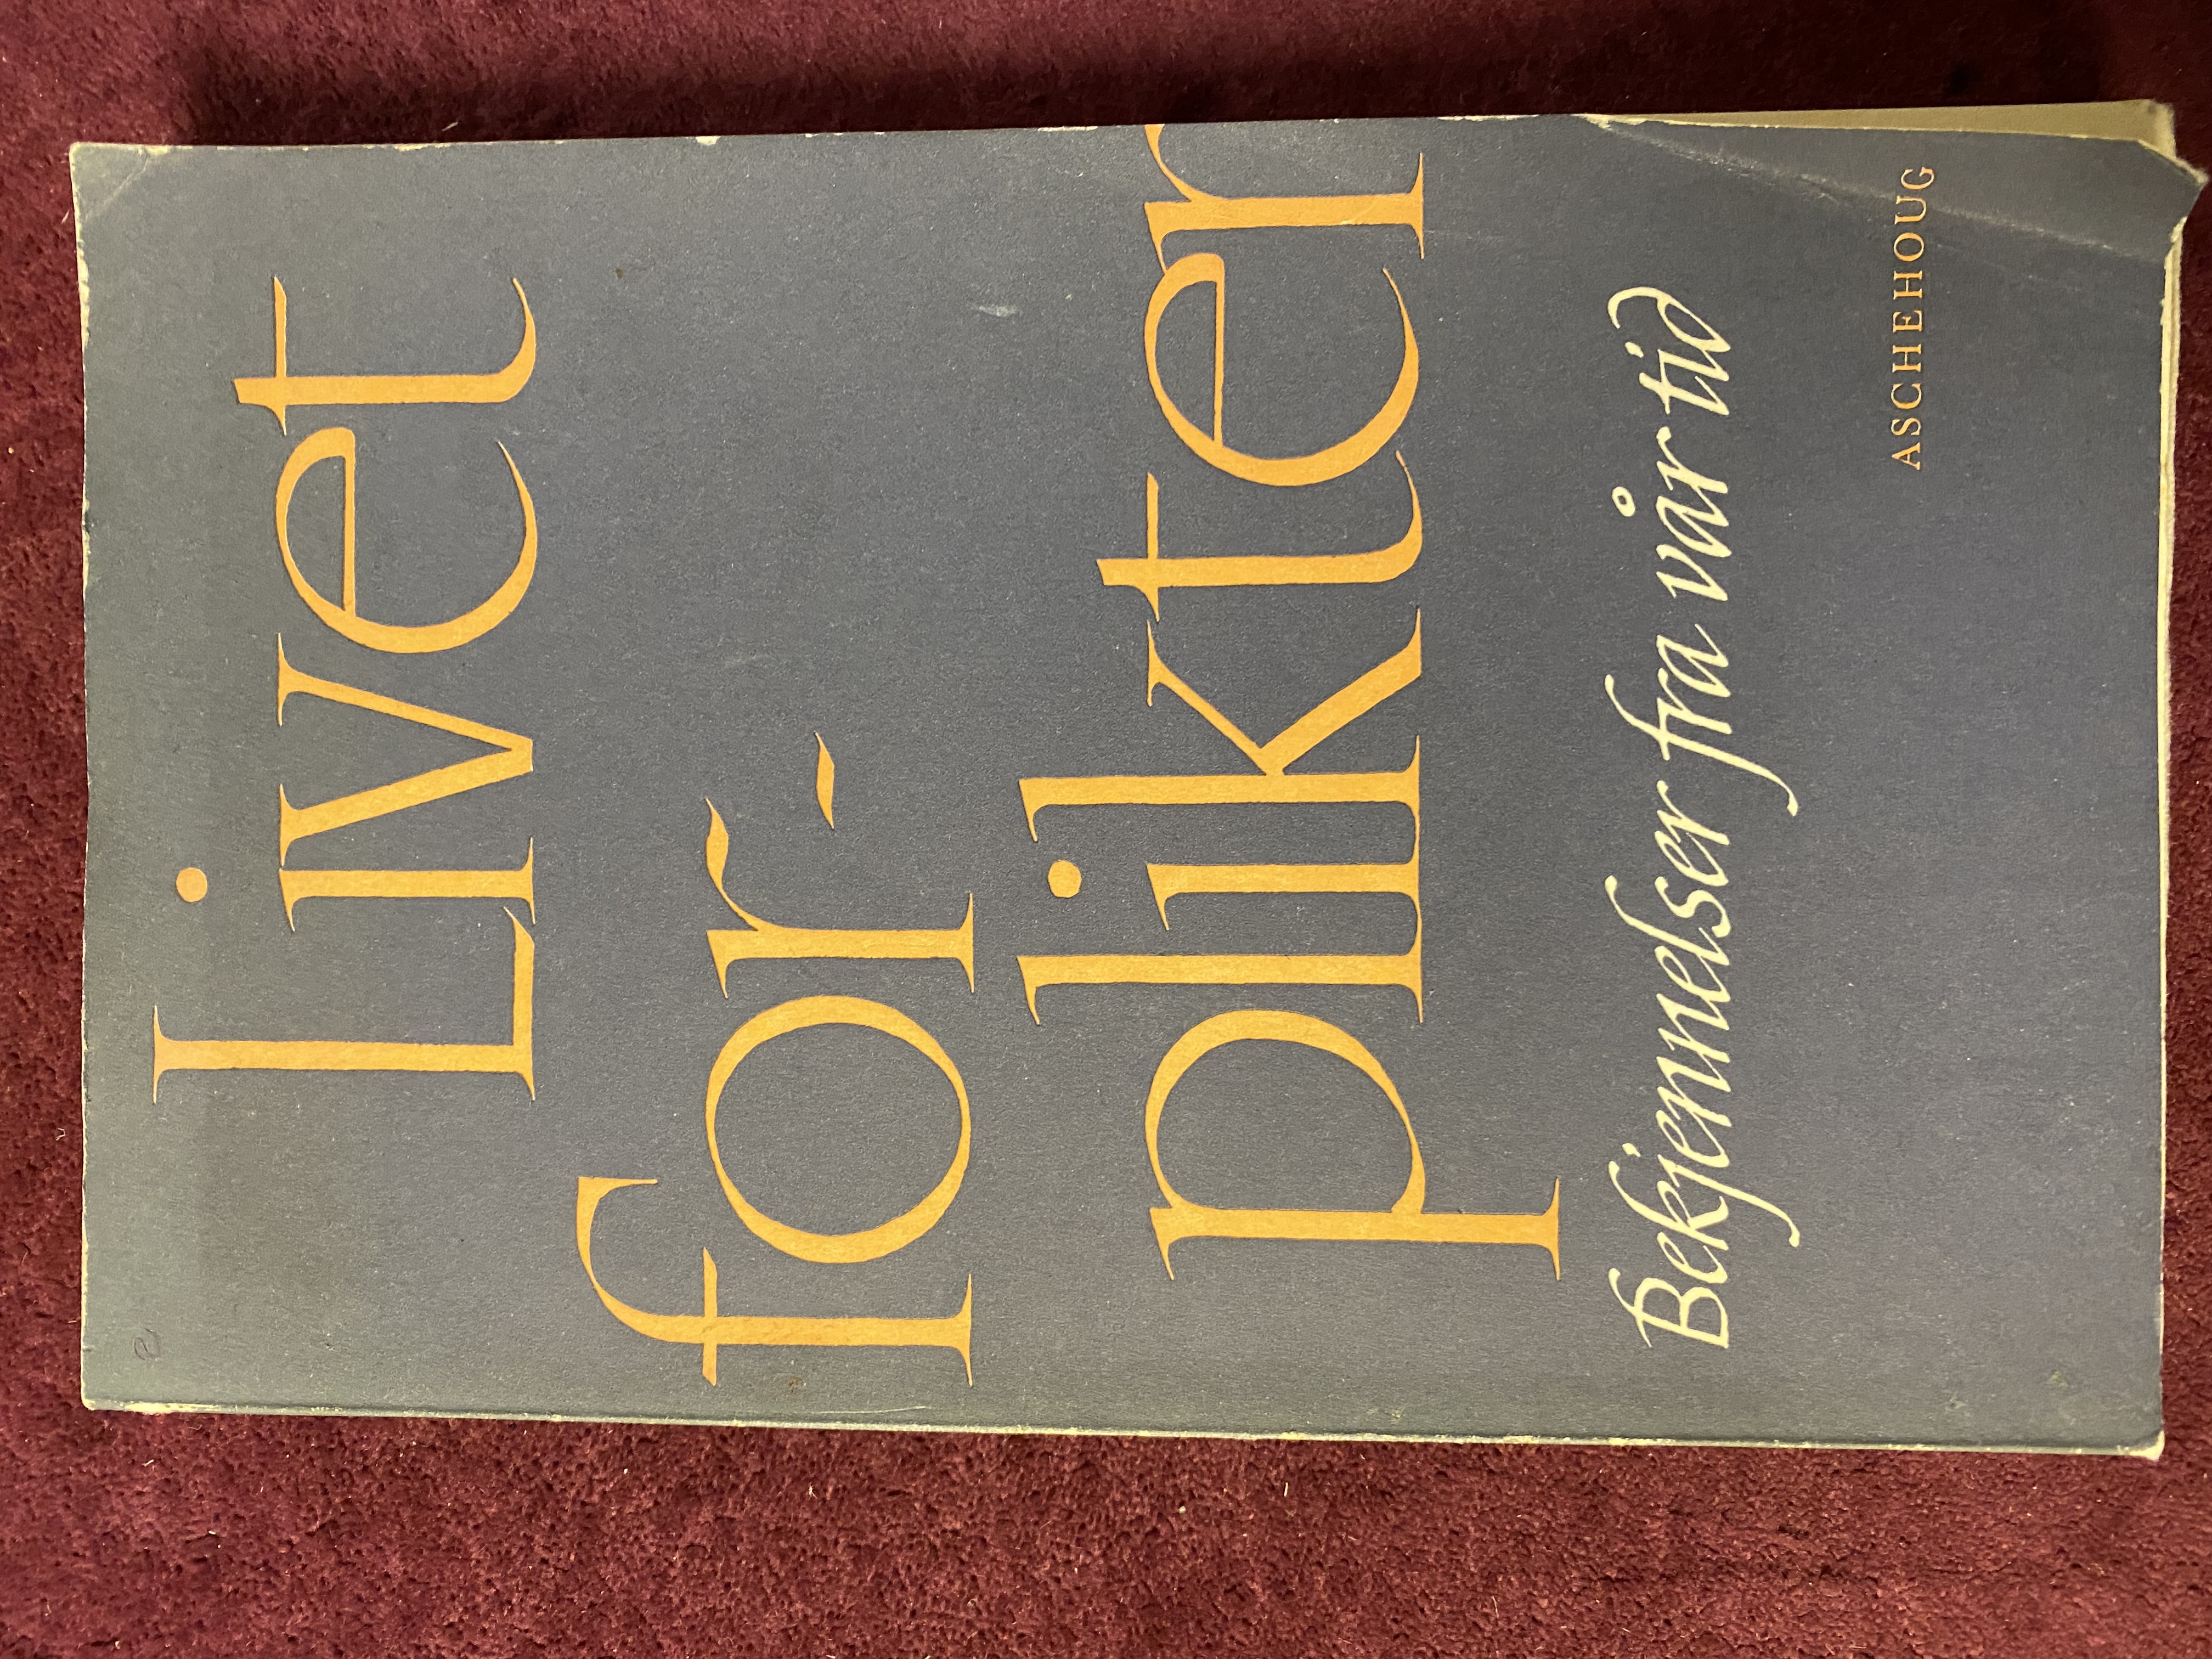 Livet
for-
plikter
Bekjennelser fra vår tid
ASCHEHOUG